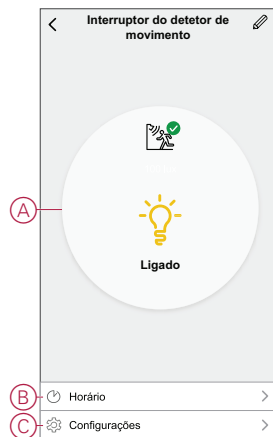 Interruptor do detetor de
movimento
A
Ligado
B
Horário
C
Configurações